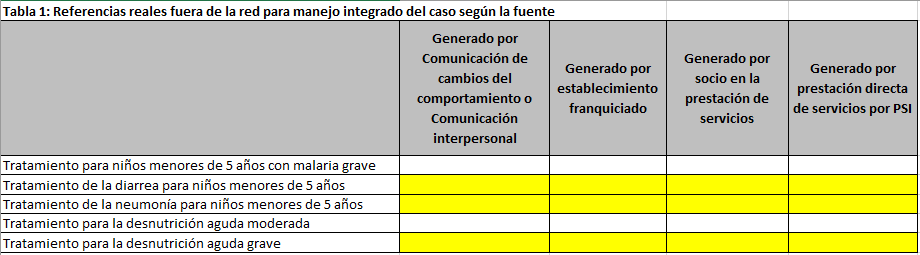 Tabla 1: Referencias reales fuera de la red para manejo integrado del caso según la fuente
Generado por
Comunicación de
cambios del
comportamiento o
Comunicación
interpersonal
Generado por
establecimiento
franquiciado
Generado por
socio en la
prestación de
servicios
Generado por
prestación directa
de servicios por PSI
Tratamiento para niños menores de 5 años con malaria grave
Tratamiento de la diarrea para niños menores de 5 años
Tratamiento de la neumonía para niños menores de 5 años
Tratamiento para la desnutrición aguda moderada
Tratamiento para la desnutrición aguda grave